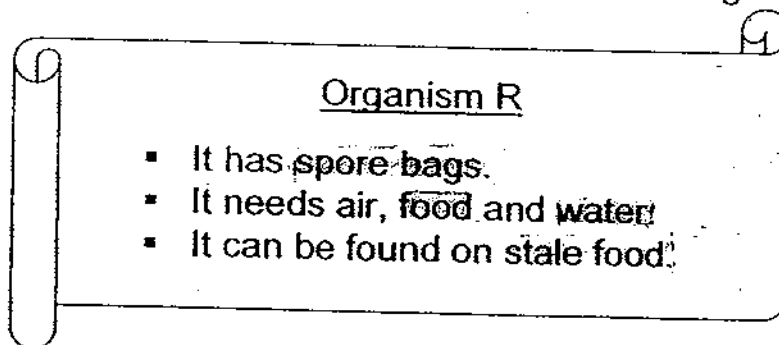 Organism R
▪ It has spore bags.
▪ It needs air, food and water
▪ It can be found on stale food.